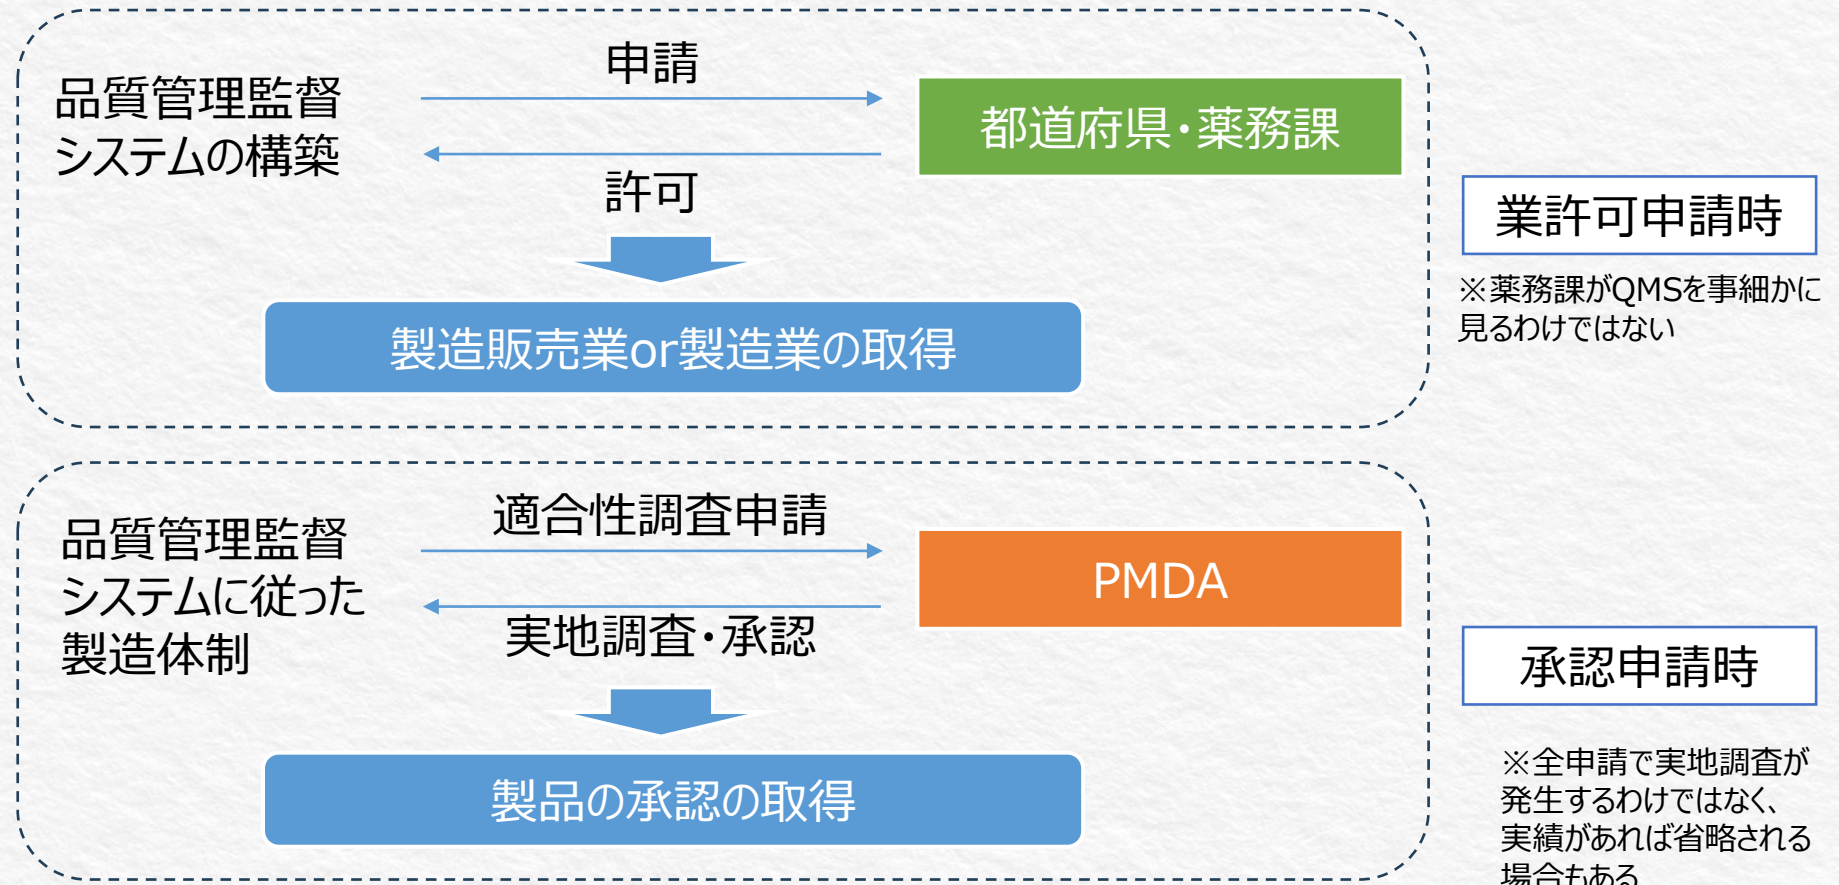 品質管理監督
システムの構築
申請
許可
都道府県・薬務課
製造販売業or製造業の取得
業許可申請時
※薬務課がQMSを事細かに
見るわけではない
品質管理監督
システムに従った
製造体制
適合性調査申請
実地調査・承認
PMDA
製品の承認の取得
承認申請時
※全申請で実地調査が
発生するわけではなく、
実績があれば省略される
場合もある